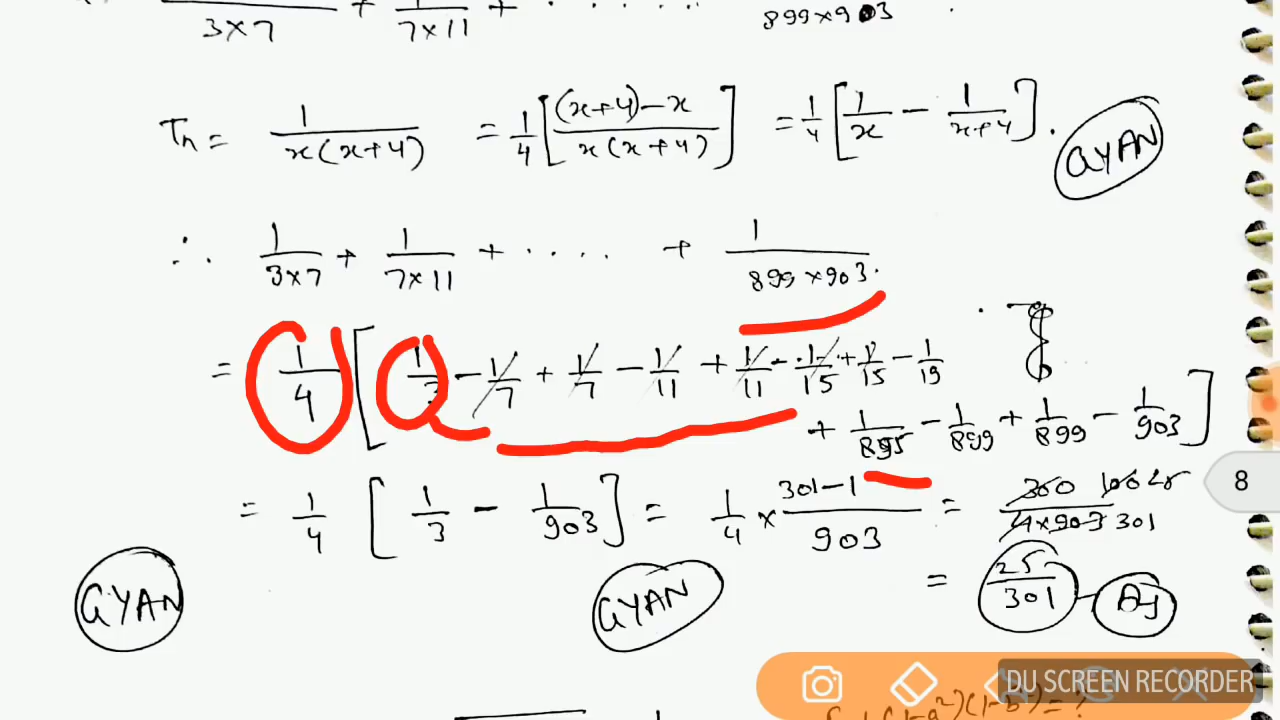 3×7 + 1/7×11 + ...... 899×903
Tn = 1/x(x+4) = 1/4[(x+4)-x/x(x+4)] = 1/4[1/x - 1/x+4].
GYAN
∴ 1/3×7 + 1/7×11 + ..... + 1/899×903.
= 1/4 [1/3 - 1/7 + 1/7 - 1/11 + 1/11 - 1/15 + 1/15 - 1/19
+ 1/895 - 1/899 + 1/899 - 1/903]
= 1/4 [1/3 - 1/903] = 1/4 × 301-1/903 = 300 100 25/4×903 301
= 25/301
GYAN
GYAN
8
DU SCREEN RECORDER
)(1-b²) = ?